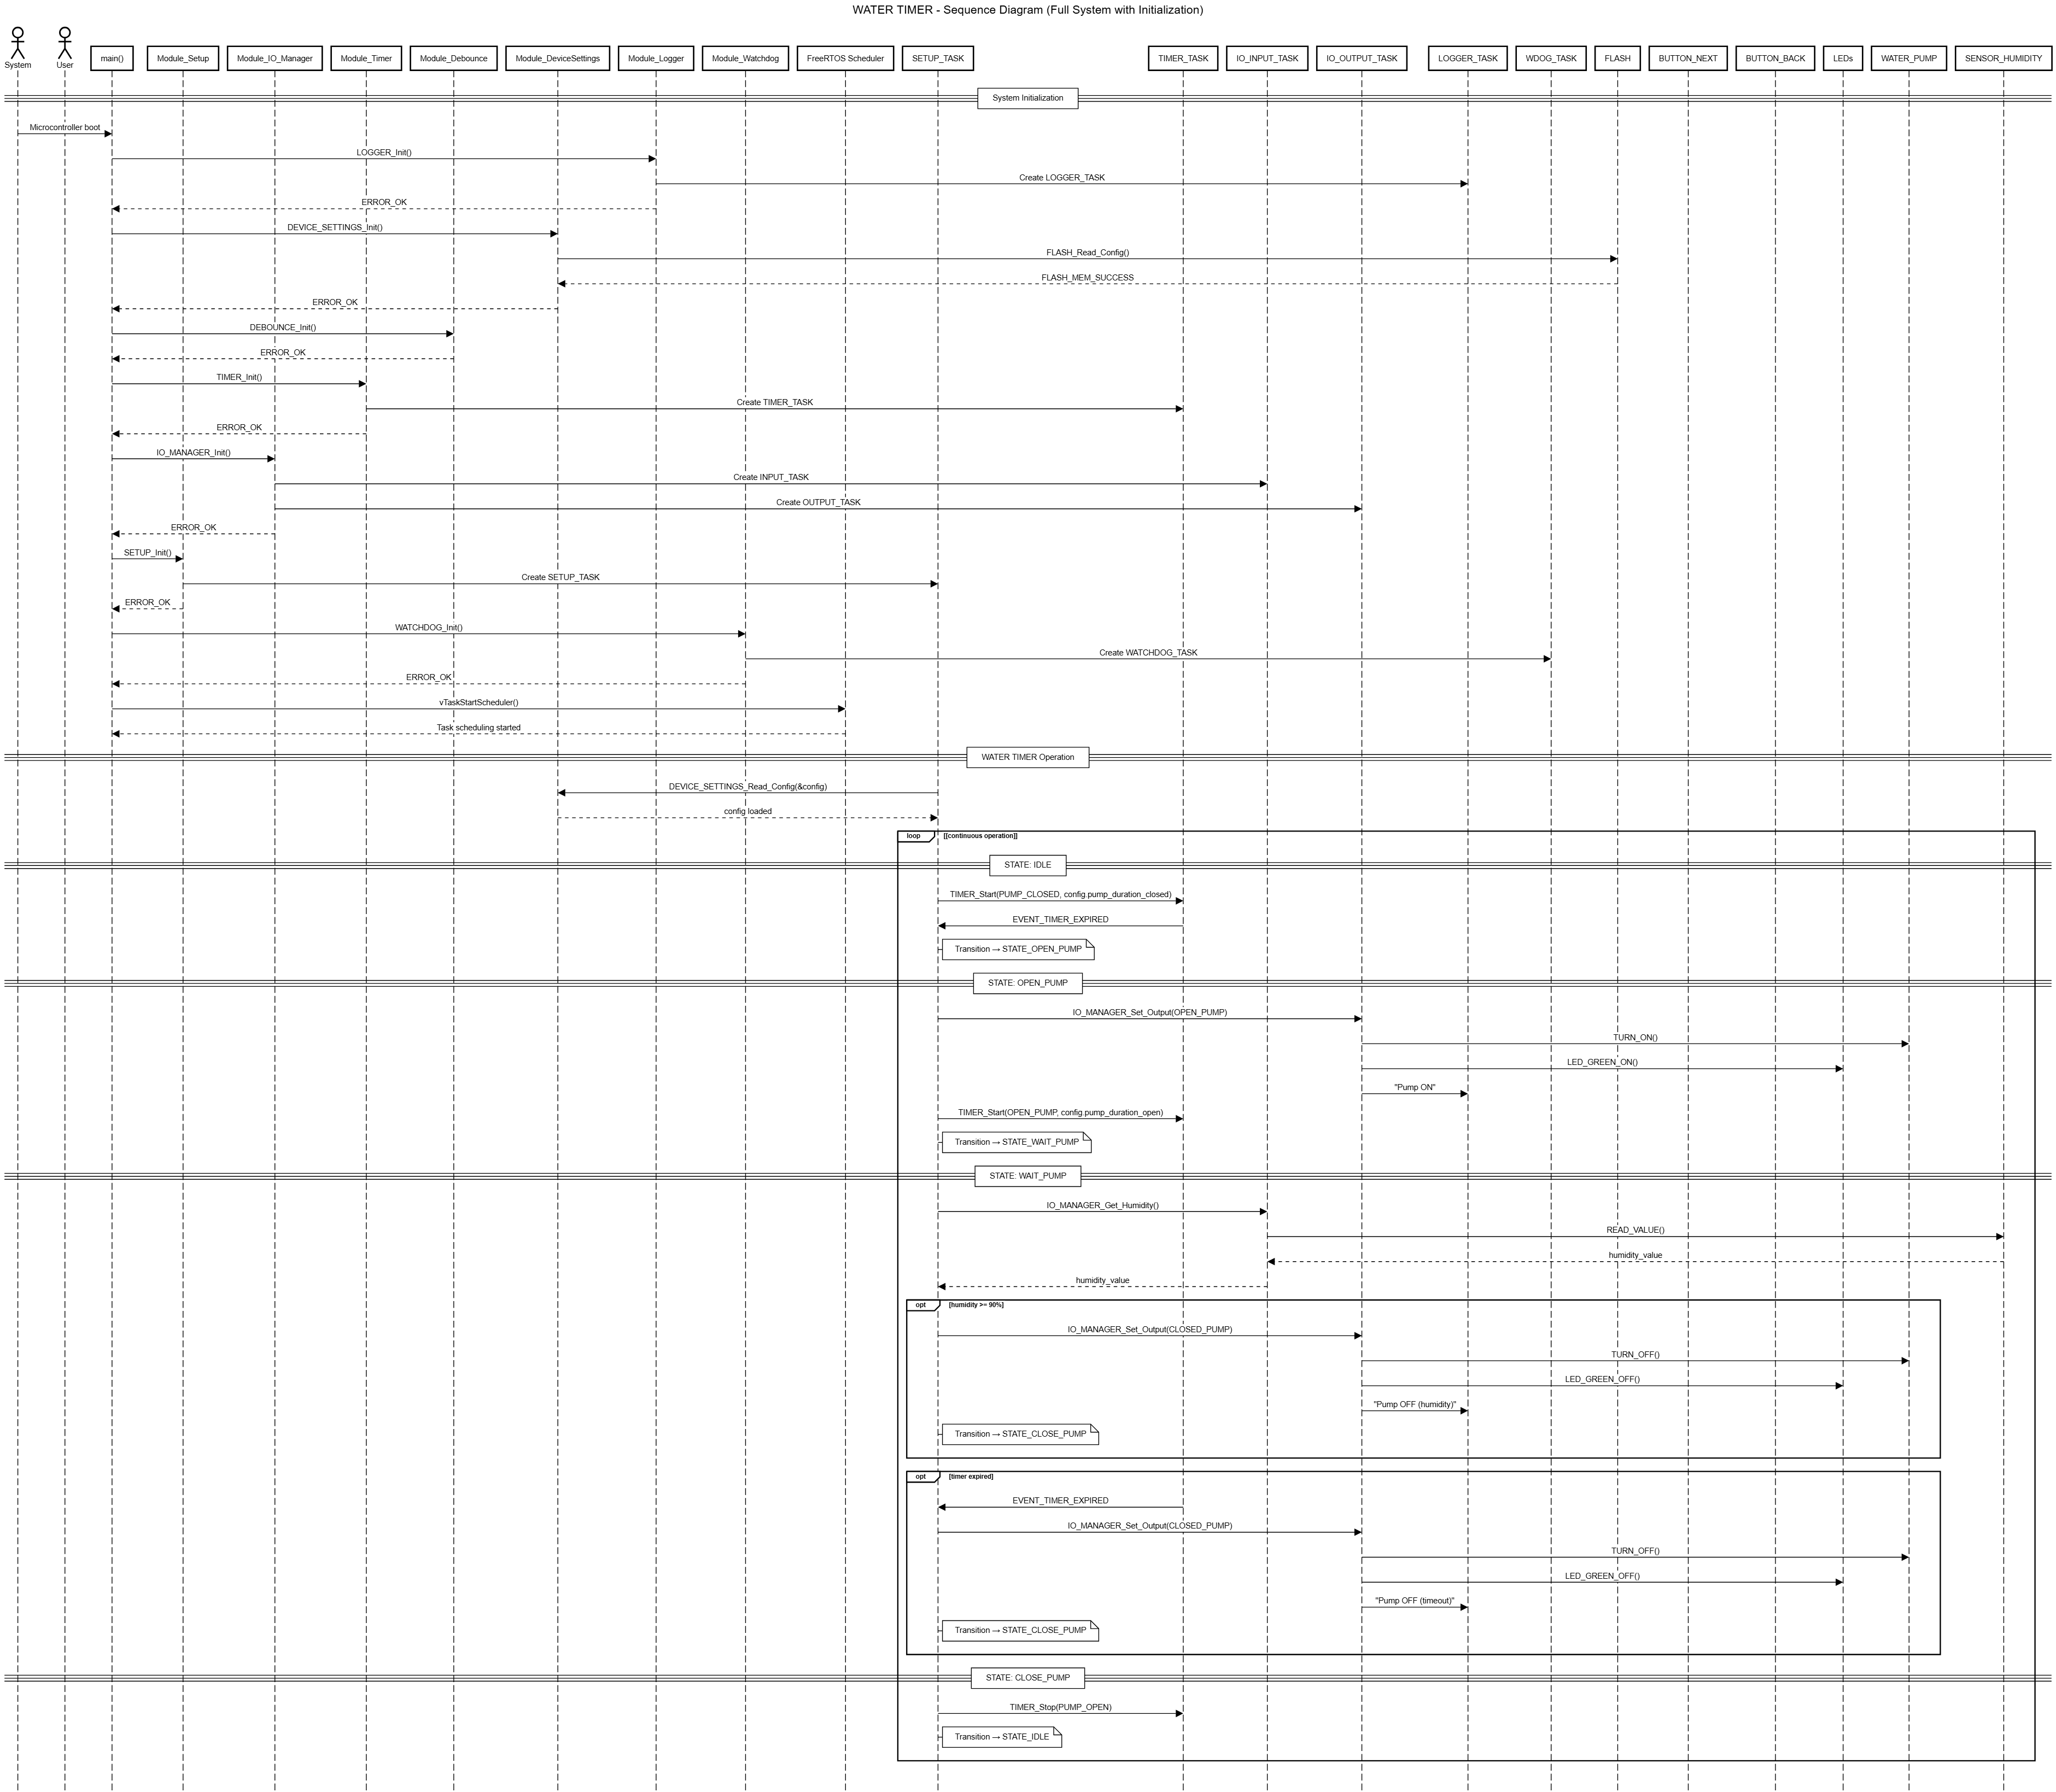 WATER TIMER - Sequence Diagram (Full System with Initialization)
System
User
main()
Module_Setup
Module_IO_Manager
Module_Timer
Module_Debounce
Module_DeviceSettings
Module_Logger
Module_Watchdog
FreeRTOS Scheduler
SETUP_TASK
TIMER_TASK
IO_INPUT_TASK
IO_OUTPUT_TASK
LOGGER_TASK
WDOG_TASK
FLASH
BUTTON_NEXT
BUTTON_BACK
LEDs
WATER_PUMP
SENSOR_HUMIDITY
System Initialization
Microcontroller boot
LOGGER_Init()
Create LOGGER_TASK
ERROR_OK
DEVICE_SETTINGS_Init()
FLASH_Read_Config()
FLASH_MEM_SUCCESS
ERROR_OK
DEBOUNCE_Init()
ERROR_OK
TIMER_Init()
Create TIMER_TASK
ERROR_OK
IO_MANAGER_Init()
Create INPUT_TASK
Create OUTPUT_TASK
ERROR_OK
SETUP_Init()
Create SETUP_TASK
ERROR_OK
WATCHDOG_Init()
Create WATCHDOG_TASK
ERROR_OK
vTaskStartScheduler()
Task scheduling started
WATER TIMER Operation
DEVICE_SETTINGS_Read_Config(&config)
config loaded
loop [[continuous operation]]
STATE: IDLE
TIMER_Start(PUMP_CLOSED, config.pump_duration_closed)
EVENT_TIMER_EXPIRED
Transition → STATE_OPEN_PUMP
STATE: OPEN_PUMP
IO_MANAGER_Set_Output(OPEN_PUMP)
TURN_ON()
LED_GREEN_ON()
"Pump ON"
TIMER_Start(OPEN_PUMP, config.pump_duration_open)
Transition → STATE_WAIT_PUMP
STATE: WAIT_PUMP
IO_MANAGER_Get_Humidity()
READ_VALUE()
humidity_value
humidity_value
opt [humidity >= 90%]
IO_MANAGER_Set_Output(CLOSED_PUMP)
TURN_OFF()
LED_GREEN_OFF()
"Pump OFF (humidity)"
Transition → STATE_CLOSE_PUMP
opt [timer expired]
EVENT_TIMER_EXPIRED
IO_MANAGER_Set_Output(CLOSED_PUMP)
TURN_OFF()
LED_GREEN_OFF()
"Pump OFF (timeout)"
Transition → STATE_CLOSE_PUMP
STATE: CLOSE_PUMP
TIMER_Stop(PUMP_OPEN)
Transition → STATE_IDLE